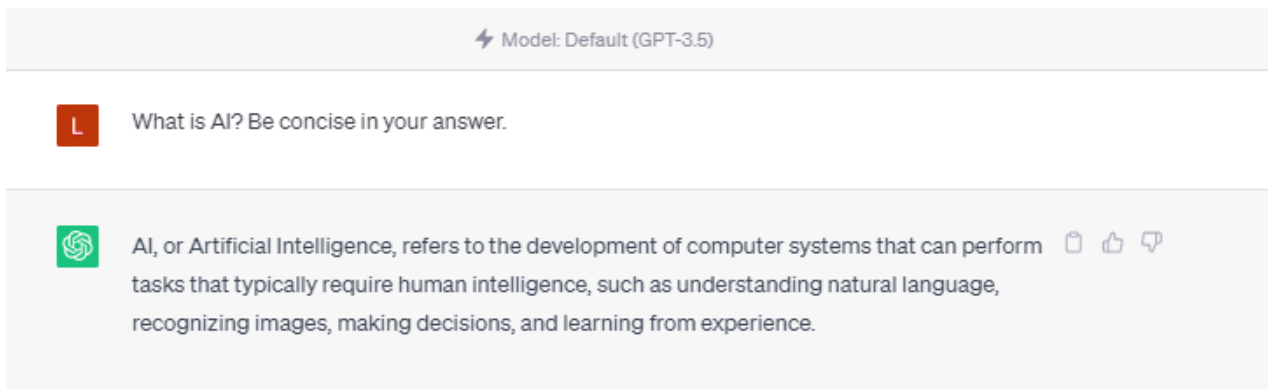 Model: Default (GPT-3.5)
L
What is AI? Be concise in your answer.
AI, or Artificial Intelligence, refers to the development of computer systems that can perform
tasks that typically require human intelligence, such as understanding natural language,
recognizing images, making decisions, and learning from experience.